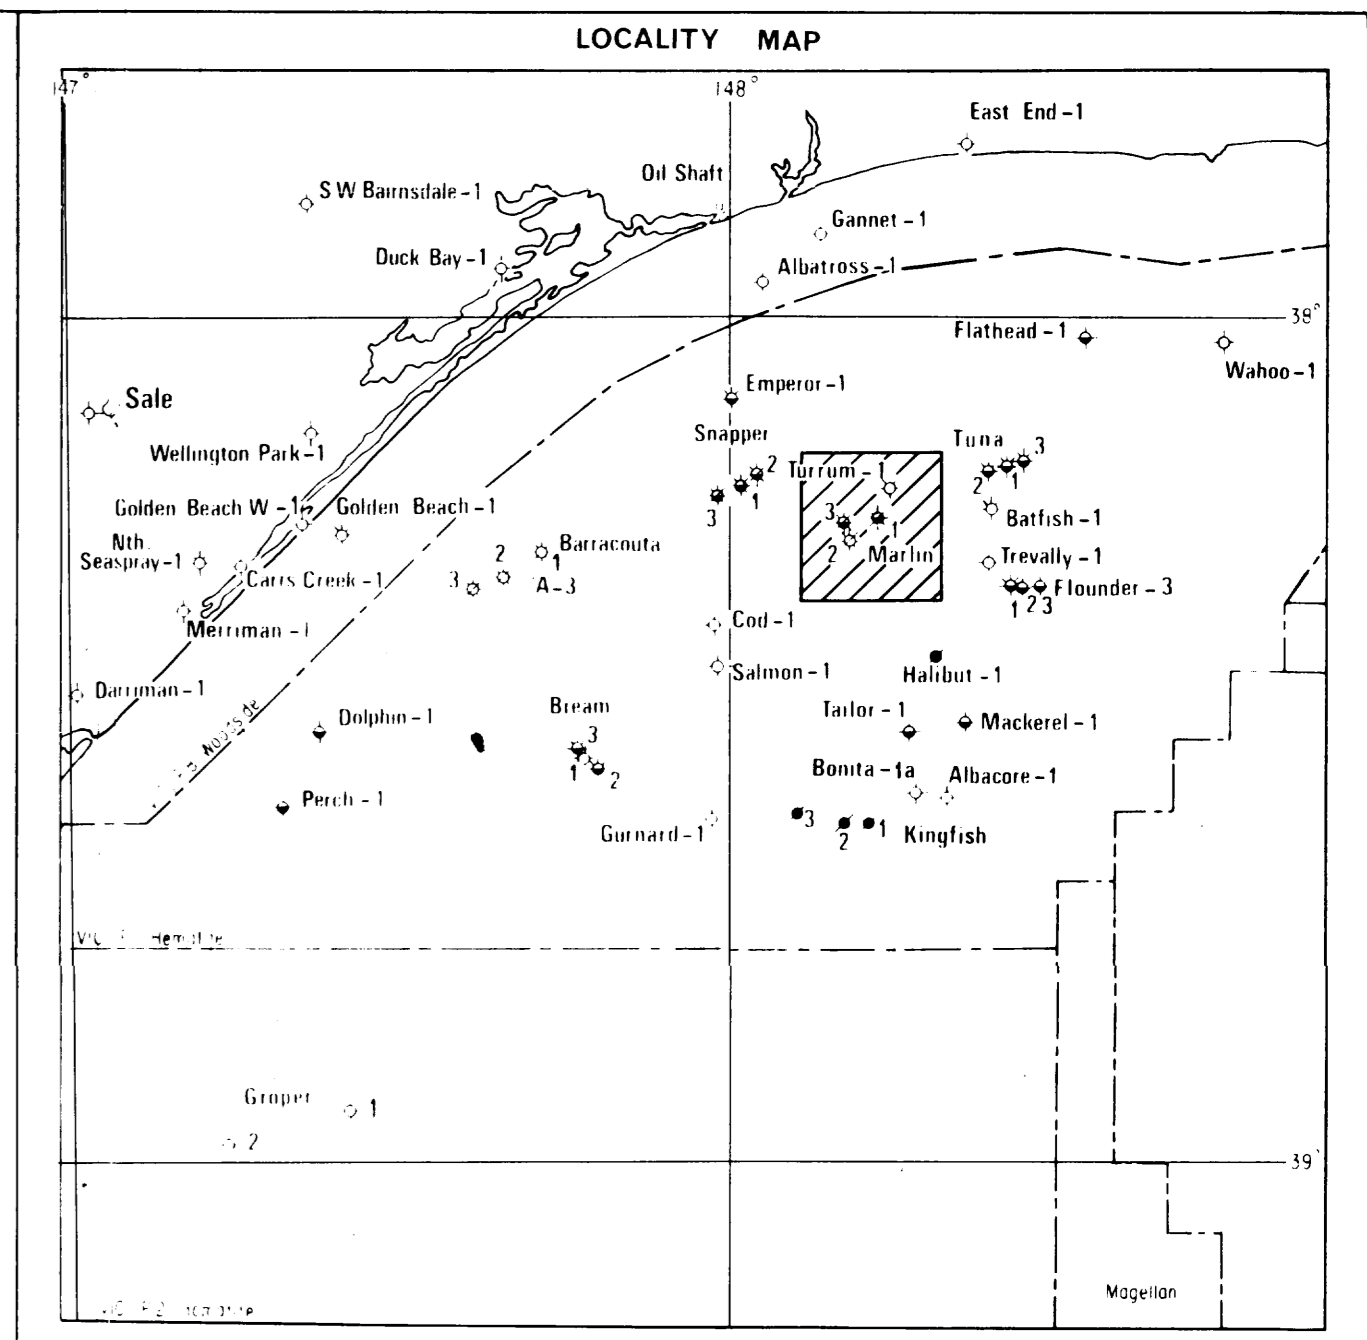 LOCALITY MAP
147°
148°
East End-1
Oil Shaft
S W Bairnsdale-1
Gannet-1
Duck Bay-1
Albatross-1
38°
Flathead-1
Wahoo-1
Emperor-1
Sale
Snapper
Tuna
3
Wellington Park-1
2
Turrum-1
2
1
1
3
Golden Beach W-1
Golden Beach-1
3
1
Batfish-1
2
Marlin
Nth.
Seaspray-1
Barracouta
2
1
Trevally-1
Carrs Creek-1
3
A-3
Flounder-3
1
2
3
Merriman-1
Cod-1
Salmon-1
Halibut-1
Darriman-1
Bream
Tailor-1
Mackerel-1
Dolphin-1
3
Woodside
1
2
Bonita-1a
Albacore-1
Perch-1
Gurnard-1
3
2
1
Kingfish
VIC Hematite
Groper
1
2
39°
Magellan
VIC P2